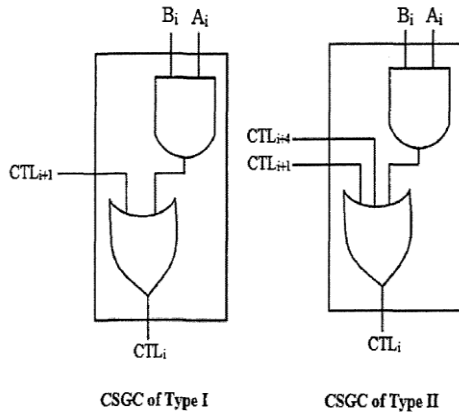 Bi Ai
Bi Ai
CTLi+4
CTLi+1
CTLi+1
CTLi
CTLi
CSGC of Type I
CSGC of Type II